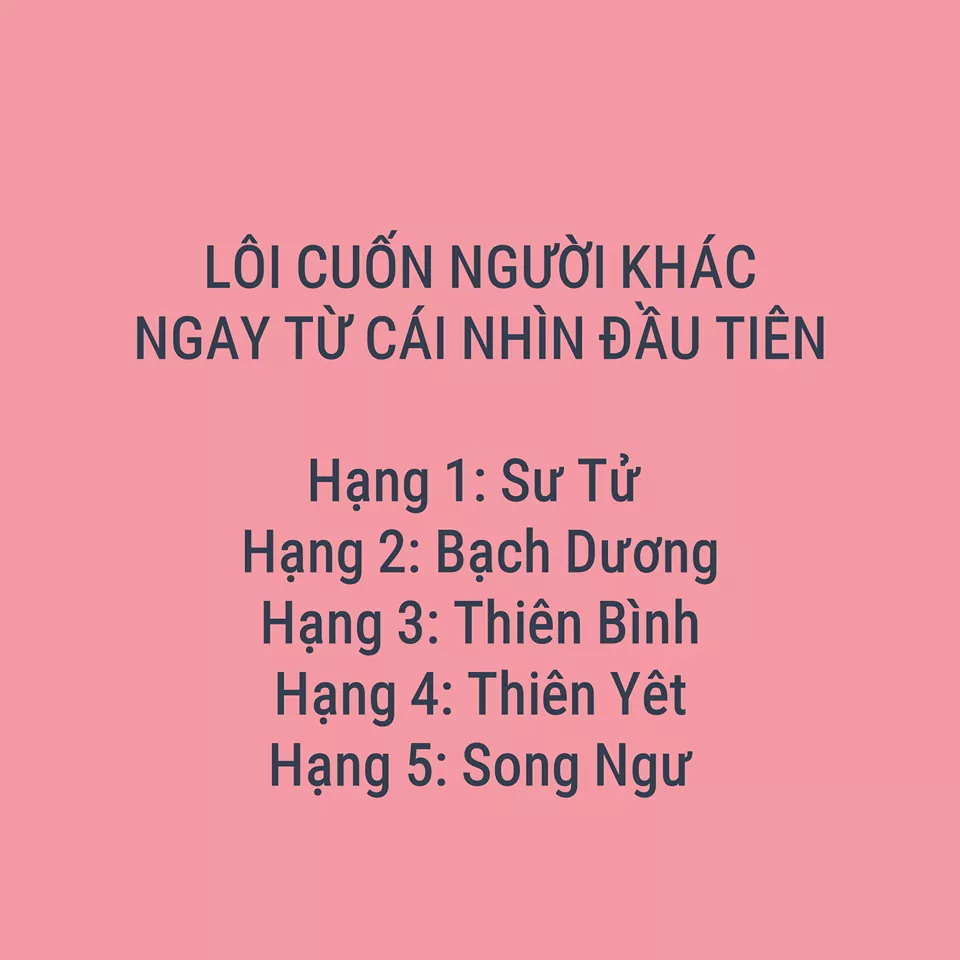 LÔI CUỐN NGƯỜI KHÁC
NGAY TỪ CÁI NHÌN ĐẦU TIÊN
Hạng 1: Sư Tử
Hạng 2: Bạch Dương
Hạng 3: Thiên Bình
Hạng 4: Thiên Yêt
Hạng 5: Song Ngư